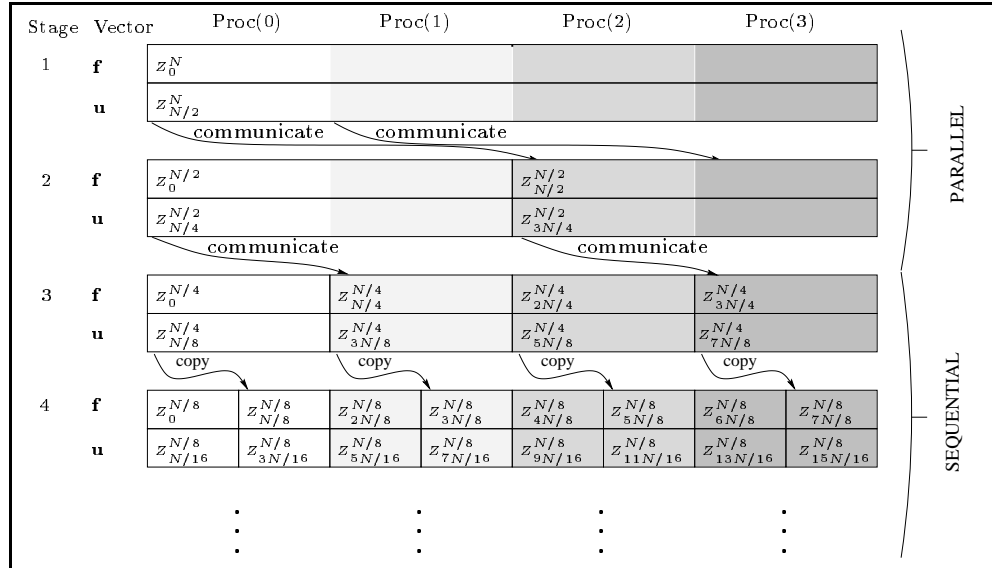 Stage Vector Proc(0) Proc(1) Proc(2) Proc(3)
1 f z_0^N
u z_{N/2}^N
communicate communicate
2 f z_0^{N/2} z_{N/2}^{N/2}
u z_{N/4}^{N/2} z_{3N/4}^{N/2}
communicate communicate
3 f z_0^{N/4} z_{N/4}^{N/4} z_{2N/4}^{N/4} z_{3N/4}^{N/4}
u z_{N/8}^{N/4} z_{3N/8}^{N/4} z_{5N/8}^{N/4} z_{7N/8}^{N/4}
copy copy copy copy
4 f z_0^{N/8} z_{N/8}^{N/8} z_{2N/8}^{N/8} z_{3N/8}^{N/8} z_{4N/8}^{N/8} z_{5N/8}^{N/8} z_{6N/8}^{N/8} z_{7N/8}^{N/8}
u z_{N/16}^{N/8} z_{3N/16}^{N/8} z_{5N/16}^{N/8} z_{7N/16}^{N/8} z_{9N/16}^{N/8} z_{11N/16}^{N/8} z_{13N/16}^{N/8} z_{15N/16}^{N/8}
PARALLEL
SEQUENTIAL